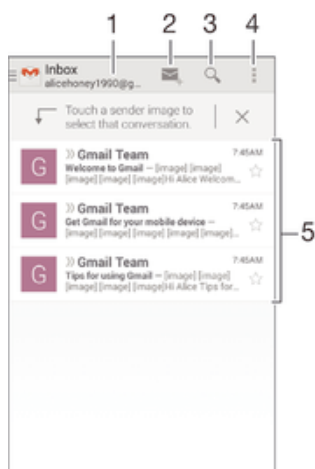 1 2 3 4
Inbox
alicehoney1990@g...
Touch a sender image to
select that conversation.
G
» Gmail Team 7:45AM
Welcome to Gmail – [image] [image]
[image] [image] [image]Hi Alice Welcom...
G
» Gmail Team 7:45AM
Get Gmail for your mobile device –
[image] [image] [image] [image] [image]...
G
» Gmail Team 7:45AM
Tips for using Gmail – [image] [image]
[image] [image] [image]Hi Alice Tips for...
5